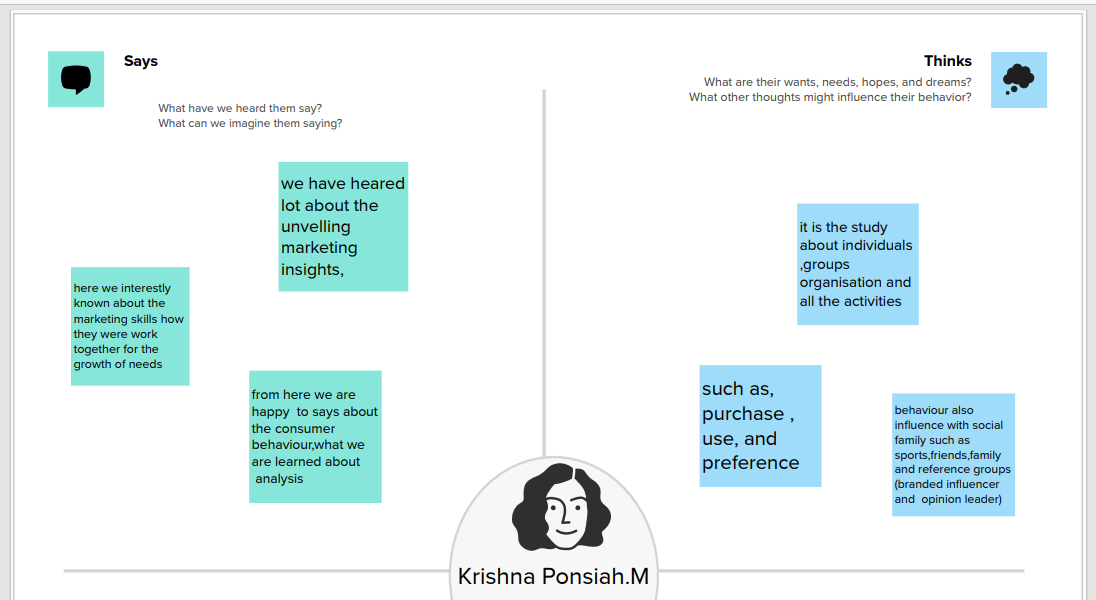 Says
What have we heard them say?
What can we imagine them saying?
we have heared
lot about the
unvelling
marketing
insights,
here we interestly
known about the
marketing skills how
they were work
together for the
growth of needs
from here we are
happy  to says about
the consumer
behaviour,what we
are learned about
analysis
Thinks
What are their wants, needs, hopes, and dreams?
What other thoughts might influence their behavior?
it is the study
about individuals
,groups
organisation and
all the activities
such as,
purchase ,
use, and
preference
behaviour also
influence with social
family such as
sports,friends,family
and reference groups
(branded influencer
and  opinion leader)
Krishna Ponsiah.M